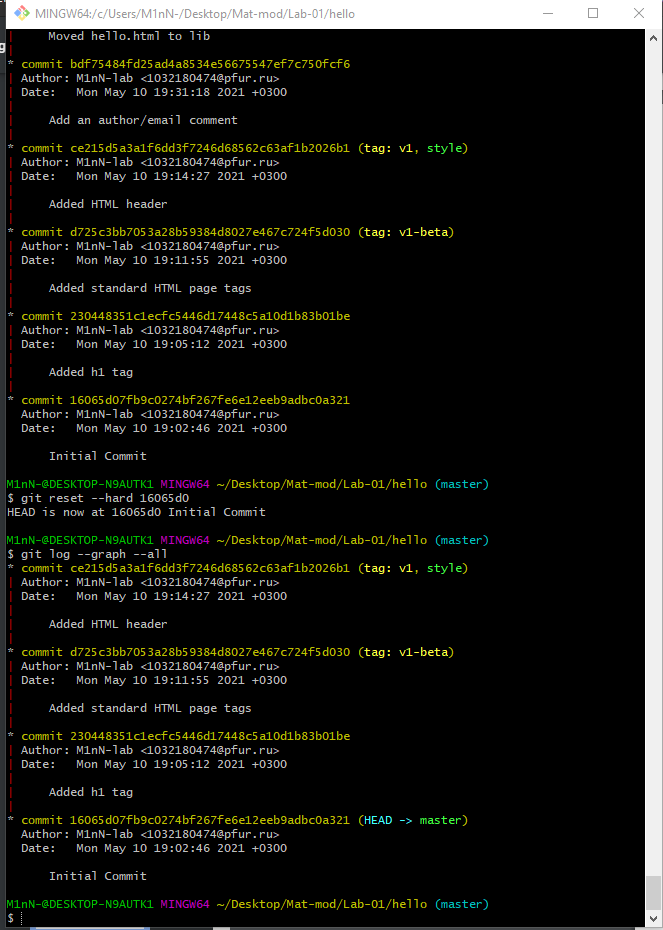 MINGW64:/c/Users/M1nN-/Desktop/Mat-mod/Lab-01/hello
| Moved hello.html to lib
|
* commit bdf75484fd25ad4a8534e56675547ef7c750fcf6
| Author: M1nN-lab <1032180474@pfur.ru>
| Date: Mon May 10 19:31:18 2021 +0300
|
| Add an author/email comment
|
* commit ce215d5a3a1f6dd3f7246d68562c63af1b2026b1 (tag: v1, style)
| Author: M1nN-lab <1032180474@pfur.ru>
| Date: Mon May 10 19:14:27 2021 +0300
|
| Added HTML header
|
* commit d725c3bb7053a28b59384d8027e467c724f5d030 (tag: v1-beta)
| Author: M1nN-lab <1032180474@pfur.ru>
| Date: Mon May 10 19:11:55 2021 +0300
|
| Added standard HTML page tags
|
* commit 230448351c1ecfc5446d17448c5a10d1b83b01be
| Author: M1nN-lab <1032180474@pfur.ru>
| Date: Mon May 10 19:05:12 2021 +0300
|
| Added h1 tag
|
* commit 16065d07fb9c0274bf267fe6e12eeb9adbc0a321
Author: M1nN-lab <1032180474@pfur.ru>
Date: Mon May 10 19:02:46 2021 +0300
Initial Commit
M1nN-@DESKTOP-N9AUTK1 MINGW64 ~/Desktop/Mat-mod/Lab-01/hello (master)
$ git reset --hard 16065d0
HEAD is now at 16065d0 Initial Commit
M1nN-@DESKTOP-N9AUTK1 MINGW64 ~/Desktop/Mat-mod/Lab-01/hello (master)
$ git log --graph --all
* commit ce215d5a3a1f6dd3f7246d68562c63af1b2026b1 (tag: v1, style)
| Author: M1nN-lab <1032180474@pfur.ru>
| Date: Mon May 10 19:14:27 2021 +0300
|
| Added HTML header
|
* commit d725c3bb7053a28b59384d8027e467c724f5d030 (tag: v1-beta)
| Author: M1nN-lab <1032180474@pfur.ru>
| Date: Mon May 10 19:11:55 2021 +0300
|
| Added standard HTML page tags
|
* commit 230448351c1ecfc5446d17448c5a10d1b83b01be
| Author: M1nN-lab <1032180474@pfur.ru>
| Date: Mon May 10 19:05:12 2021 +0300
|
| Added h1 tag
|
* commit 16065d07fb9c0274bf267fe6e12eeb9adbc0a321 (HEAD -> master)
Author: M1nN-lab <1032180474@pfur.ru>
Date: Mon May 10 19:02:46 2021 +0300
Initial Commit
M1nN-@DESKTOP-N9AUTK1 MINGW64 ~/Desktop/Mat-mod/Lab-01/hello (master)
$